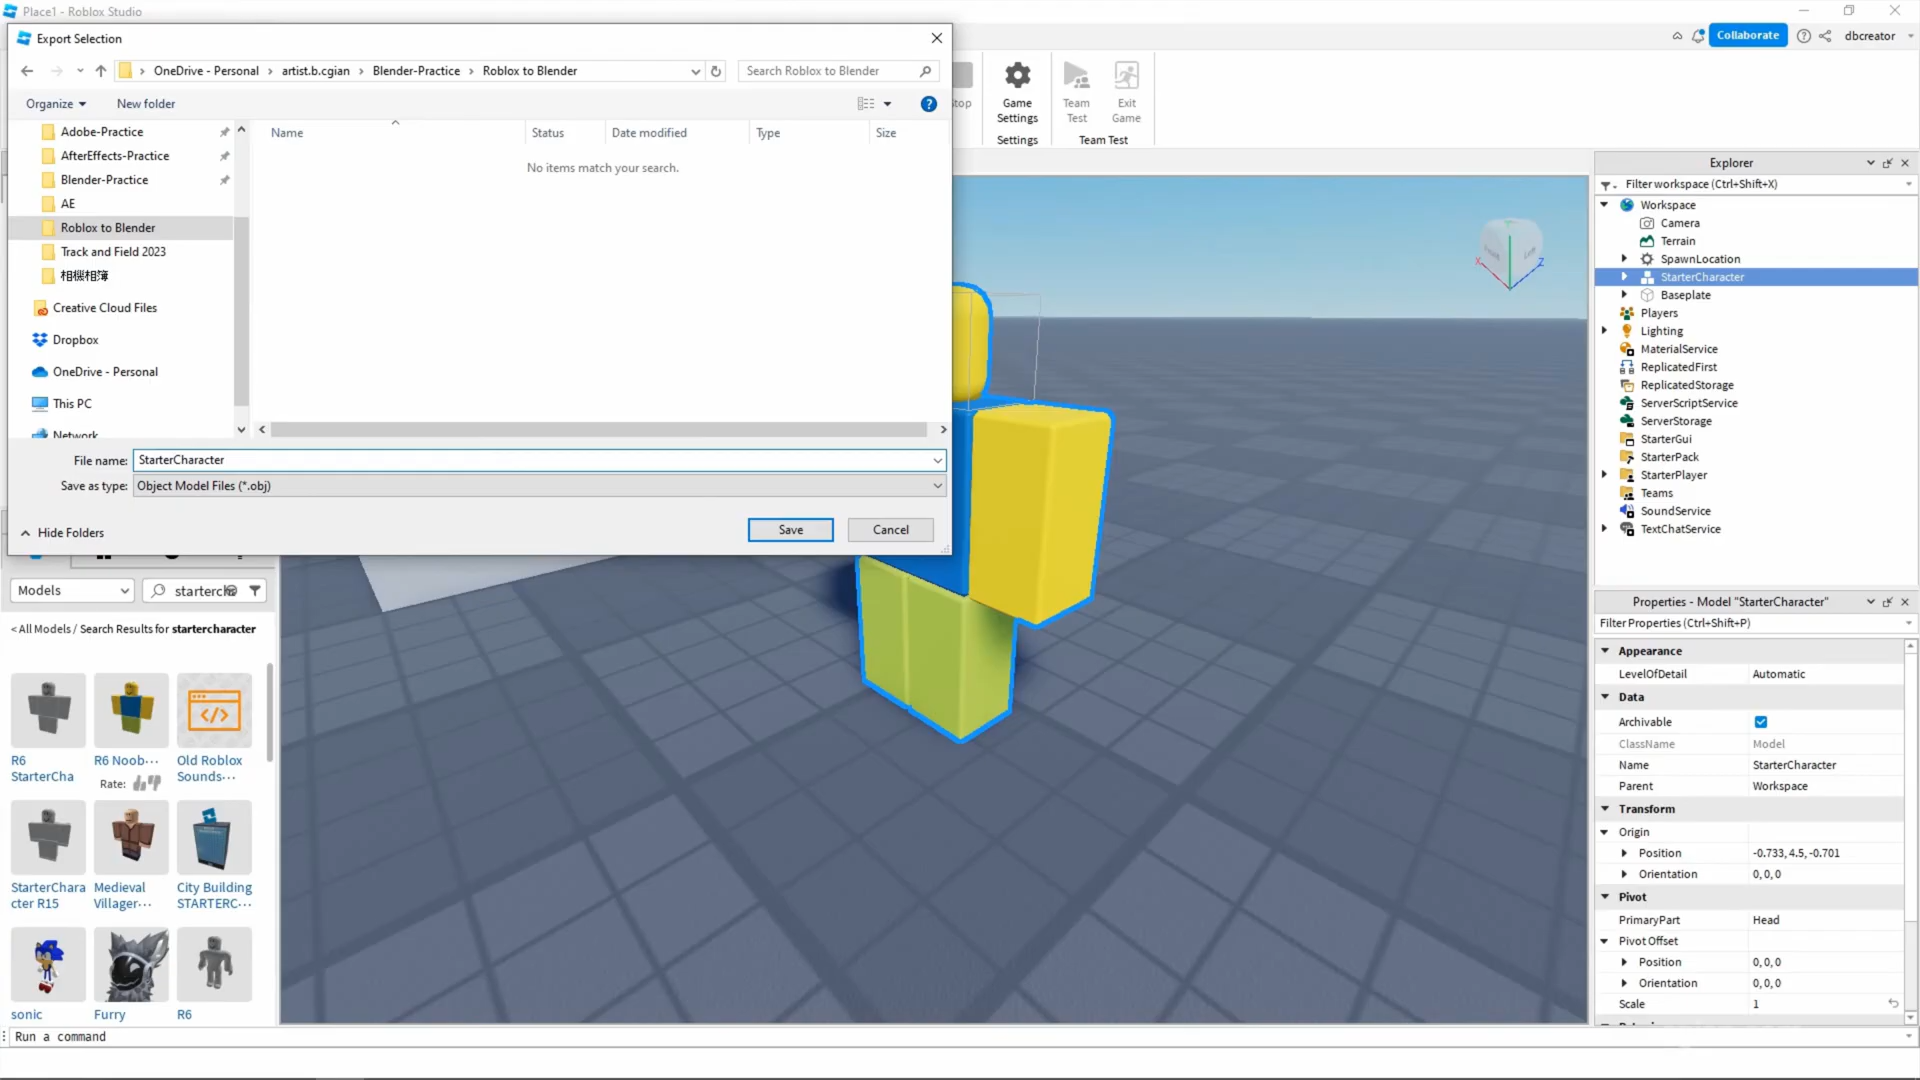 Place1 - Roblox Studio
Export Selection
OneDrive - Personal > artist.b.cgian > Blender-Practice > Roblox to Blender
Search Roblox to Blender
Organize
New folder
Adobe-Practice
AfterEffects-Practice
Blender-Practice
AE
Roblox to Blender
Track and Field 2023
相機相簿
Creative Cloud Files
Dropbox
OneDrive - Personal
This PC
Network
Name Status Date modified Type Size
No items match your search.
File name: StarterCharacter
Save as type: Object Model Files (*.obj)
Hide Folders
Save
Cancel
Collaborate
dbcreator
Game
Settings
Settings
Team
Test
Exit
Game
Team Test
Explorer
Filter workspace (Ctrl+Shift+X)
Workspace
Camera
Terrain
SpawnLocation
StarterCharacter
Baseplate
Players
Lighting
MaterialService
ReplicatedFirst
ReplicatedStorage
ServerScriptService
ServerStorage
StarterGui
StarterPack
StarterPlayer
Teams
SoundService
TextChatService
Properties - Model "StarterCharacter"
Filter Properties (Ctrl+Shift+P)
Appearance
LevelOfDetail Automatic
Data
Archivable
ClassName Model
Name StarterCharacter
Parent Workspace
Transform
Origin
Position -0.733, 4.5, -0.701
Orientation 0, 0, 0
Pivot
PrimaryPart Head
Pivot Offset
Position 0, 0, 0
Orientation 0, 0, 0
Scale 1
X
Z
Models
< All Models / Search Results for startercharacter
R6
StarterCha
R6 Noob···
Rate:
Old Roblox
Sounds···
StarterChara
cter R15
Medieval
Villager···
City Building
STARTERC···
sonic
Furry
R6
Run a command